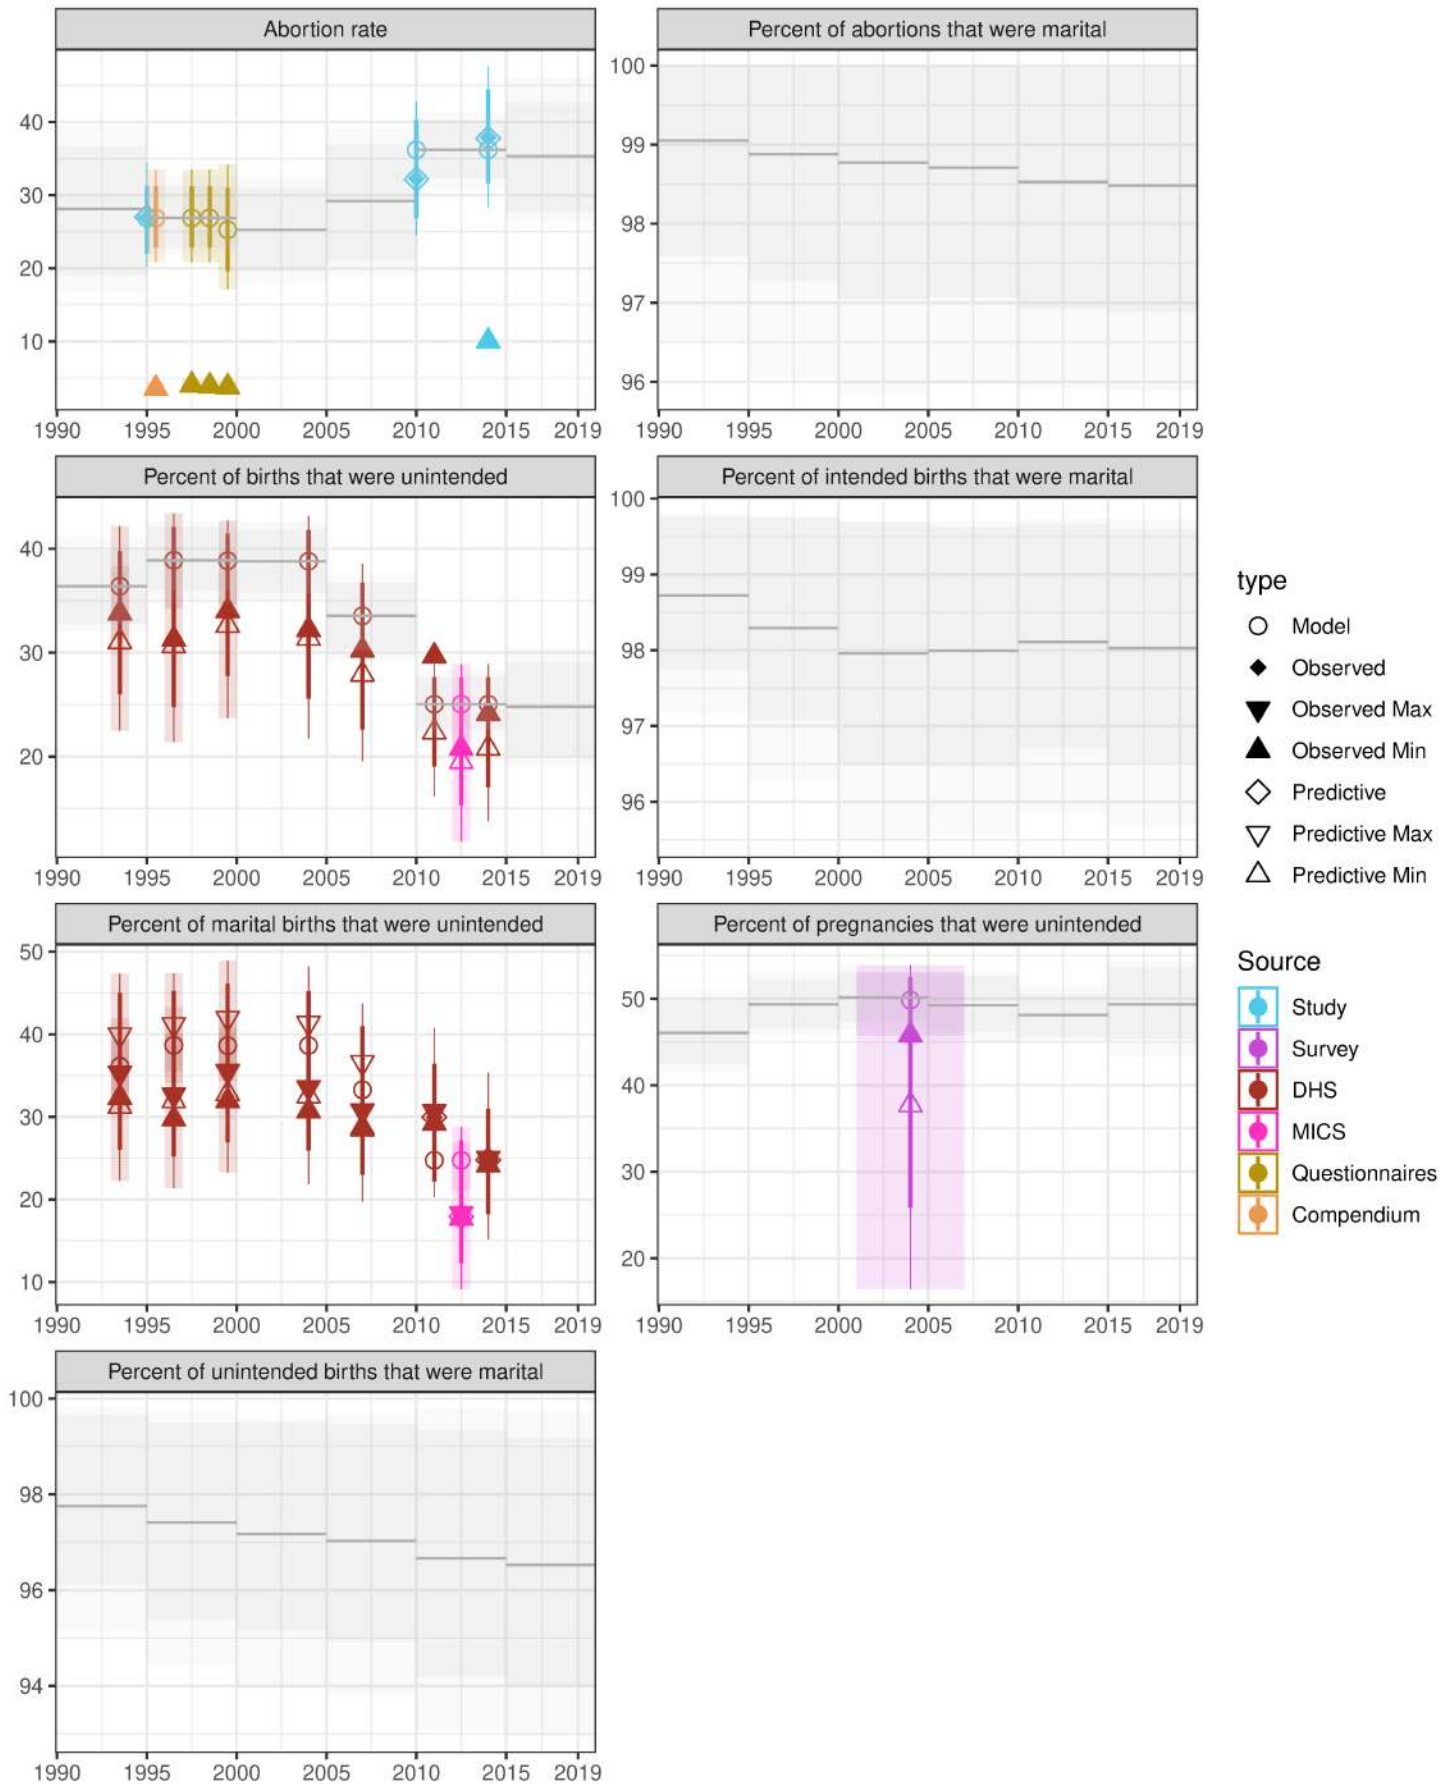 Abortion rate
40
30
20
10
1990 1995 2000 2005 2010 2015 2019
Percent of abortions that were marital
100
99
98
97
96
1990 1995 2000 2005 2010 2015 2019
Percent of births that were unintended
40
30
20
1990 1995 2000 2005 2010 2015 2019
Percent of intended births that were marital
100
99
98
97
96
1990 1995 2000 2005 2010 2015 2019
Percent of marital births that were unintended
50
40
30
20
10
1990 1995 2000 2005 2010 2015 2019
Percent of pregnancies that were unintended
50
40
30
20
1990 1995 2000 2005 2010 2015 2019
Percent of unintended births that were marital
100
98
96
94
1990 1995 2000 2005 2010 2015 2019
type
Model
Observed
Observed Max
Observed Min
Predictive
Predictive Max
Predictive Min
Source
Study
Survey
DHS
MICS
Questionnaires
Compendium